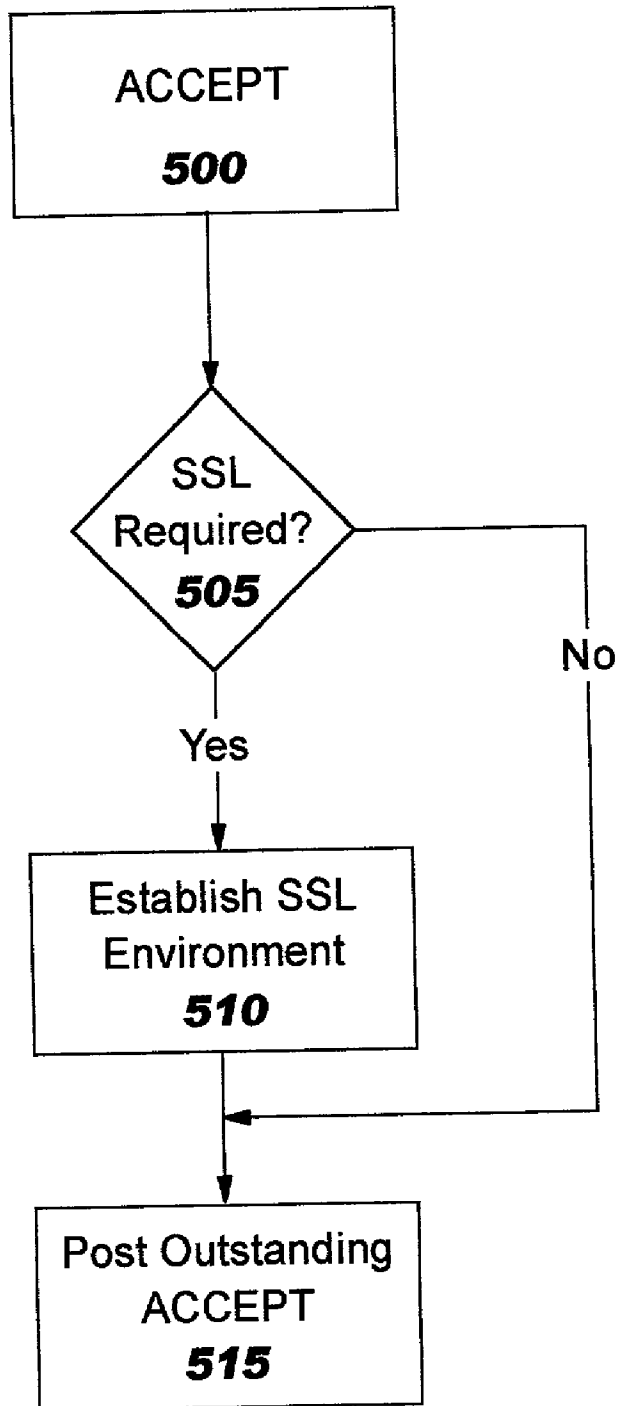 ACCEPT
500
SSL
Required?
505
No
Yes
Establish SSL
Environment
510
Post Outstanding
ACCEPT
515